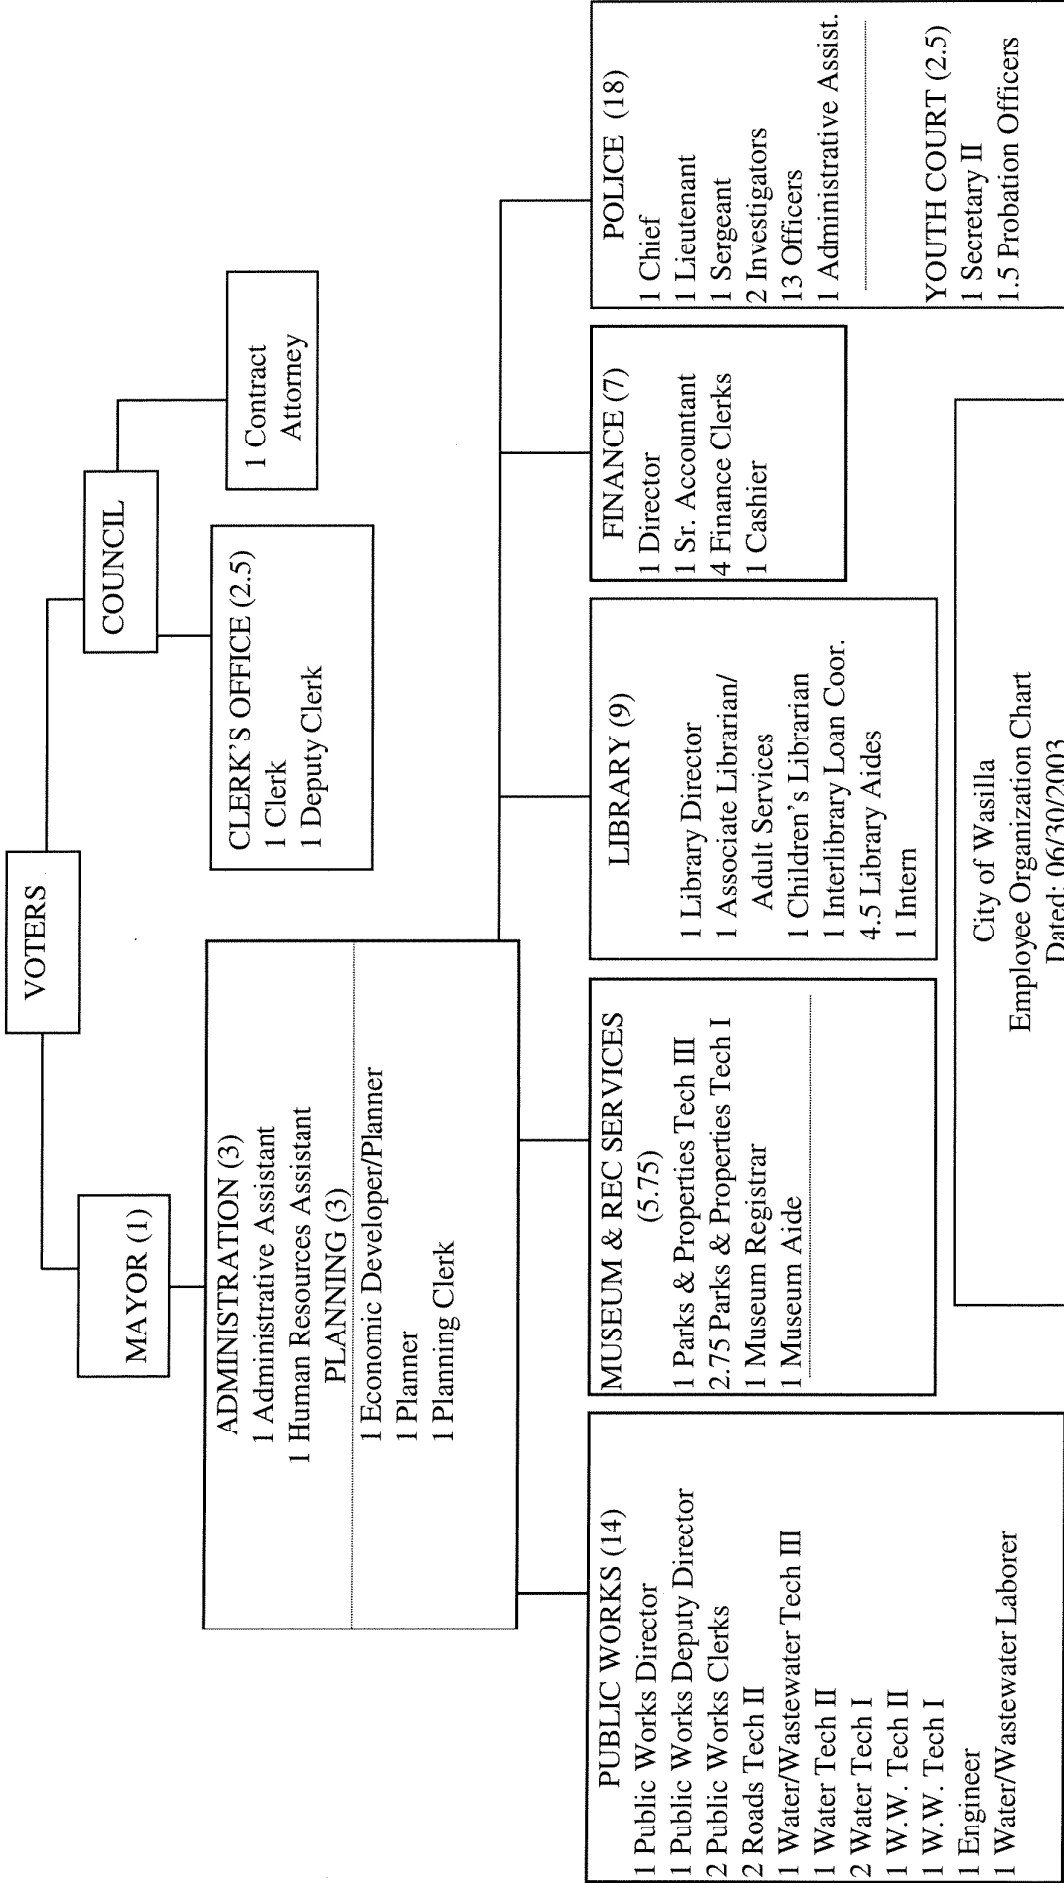 VOTERS
MAYOR (1)
COUNCIL
1 Contract
Attorney
CLERK'S OFFICE (2.5)
1 Clerk
1 Deputy Clerk
ADMINISTRATION (3)
1 Administrative Assistant
1 Human Resources Assistant
PLANNING (3)
1 Economic Developer/Planner
1 Planner
1 Planning Clerk
PUBLIC WORKS (14)
1 Public Works Director
1 Public Works Deputy Director
2 Public Works Clerks
2 Roads Tech II
1 Water/Wastewater Tech III
1 Water Tech II
2 Water Tech I
1 W.W. Tech II
1 W.W. Tech I
1 Engineer
1 Water/Wastewater Laborer
MUSEUM & REC SERVICES
(5.75)
1 Parks & Properties Tech III
2.75 Parks & Properties Tech I
1 Museum Registrar
1 Museum Aide
LIBRARY (9)
1 Library Director
1 Associate Librarian/
Adult Services
1 Children's Librarian
1 Interlibrary Loan Coor.
4.5 Library Aides
1 Intern
FINANCE (7)
1 Director
1 Sr. Accountant
4 Finance Clerks
1 Cashier
POLICE (18)
1 Chief
1 Lieutenant
1 Sergeant
2 Investigators
13 Officers
1 Administrative Assist.
YOUTH COURT (2.5)
1 Secretary II
1.5 Probation Officers
City of Wasilla
Employee Organization Chart
Dated: 06/30/2003